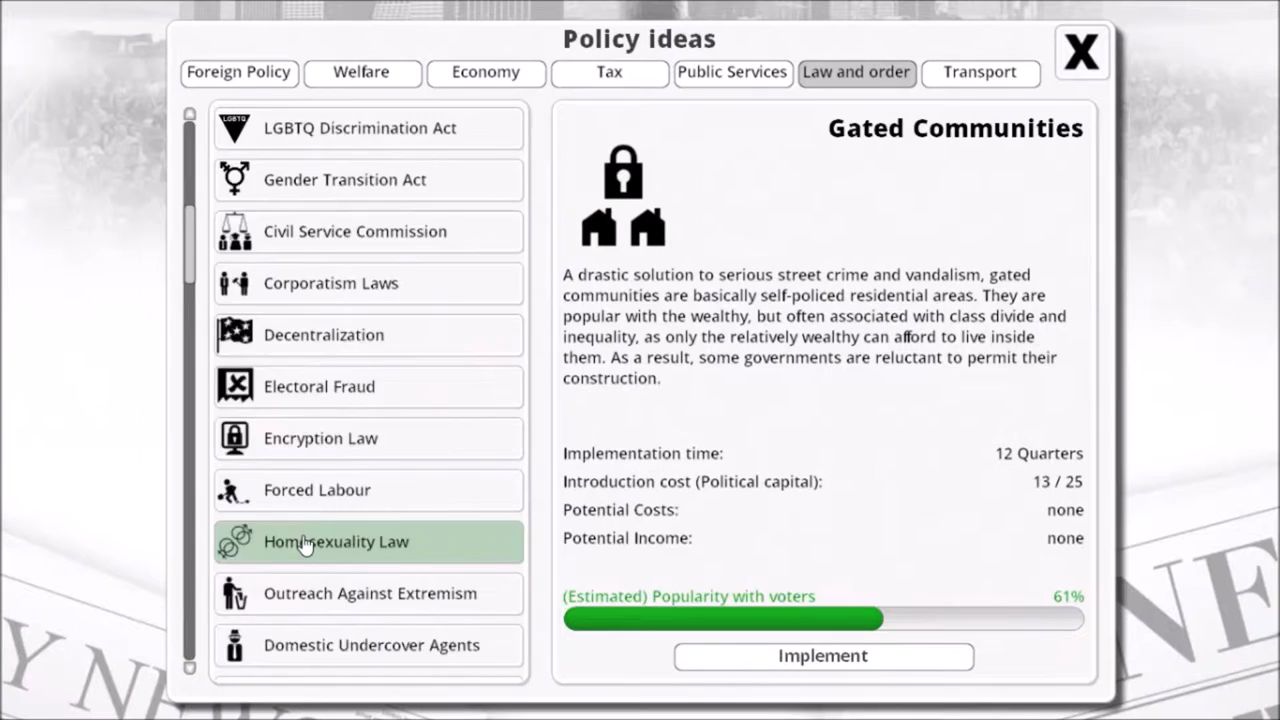 Policy ideas
X
Foreign Policy
Welfare
Economy
Tax
Public Services
Law and order
Transport
LGBTQ
LGBTQ Discrimination Act
Gender Transition Act
Civil Service Commission
Corporatism Laws
Decentralization
Electoral Fraud
Encryption Law
Forced Labour
Homosexuality Law
Outreach Against Extremism
Domestic Undercover Agents
Gated Communities
A drastic solution to serious street crime and vandalism, gated
communities are basically self-policed residential areas. They are
popular with the wealthy, but often associated with class divide and
inequality, as only the relatively wealthy can afford to live inside
them. As a result, some governments are reluctant to permit their
construction.
Implementation time: 12 Quarters
Introduction cost (Political capital): 13 / 25
Potential Costs: none
Potential Income: none
(Estimated) Popularity with voters 61%
Implement
Y NEW
NE